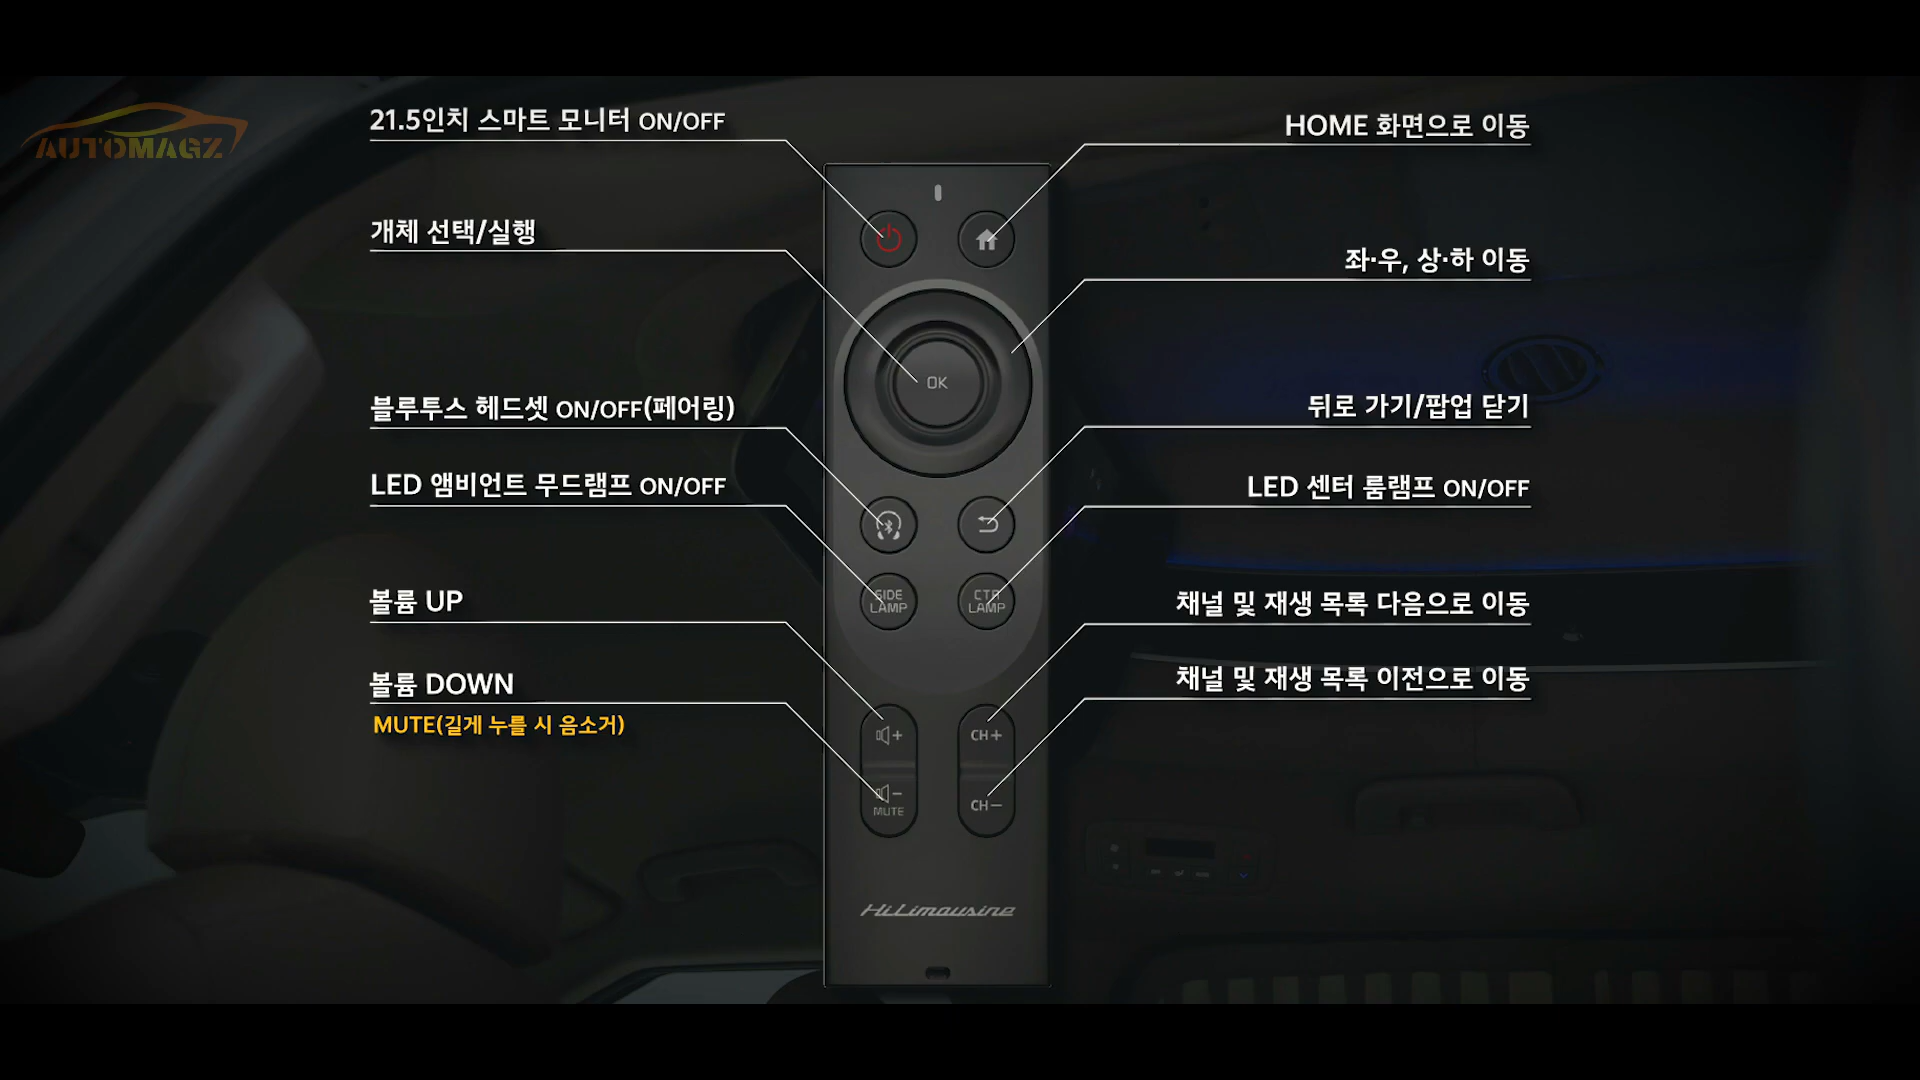 AUTOMAGZ
21.5인치 스마트 모니터 ON/OFF
HOME 화면으로 이동
개체 선택/실행
좌·우, 상·하 이동
OK
블루투스 헤드셋 ON/OFF(페어링)
뒤로 가기/팝업 닫기
LED 앰비언트 무드램프 ON/OFF
LED 센터 룸램프 ON/OFF
SIDE
LAMP
CTR
LAMP
볼륨 UP
채널 및 재생 목록 다음으로 이동
볼륨 DOWN
채널 및 재생 목록 이전으로 이동
MUTE(길게 누를 시 음소거)
+
CH+
-
MUTE
CH-
HiLimousine